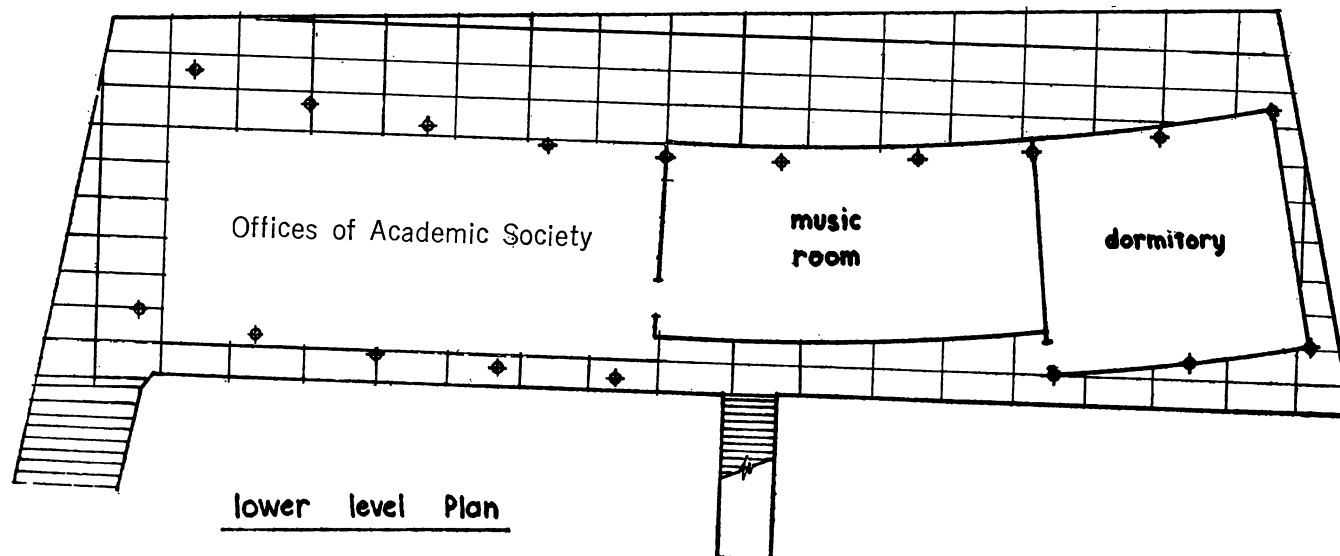 Offices of Academic Society
music
room
dormitory
lower level Plan